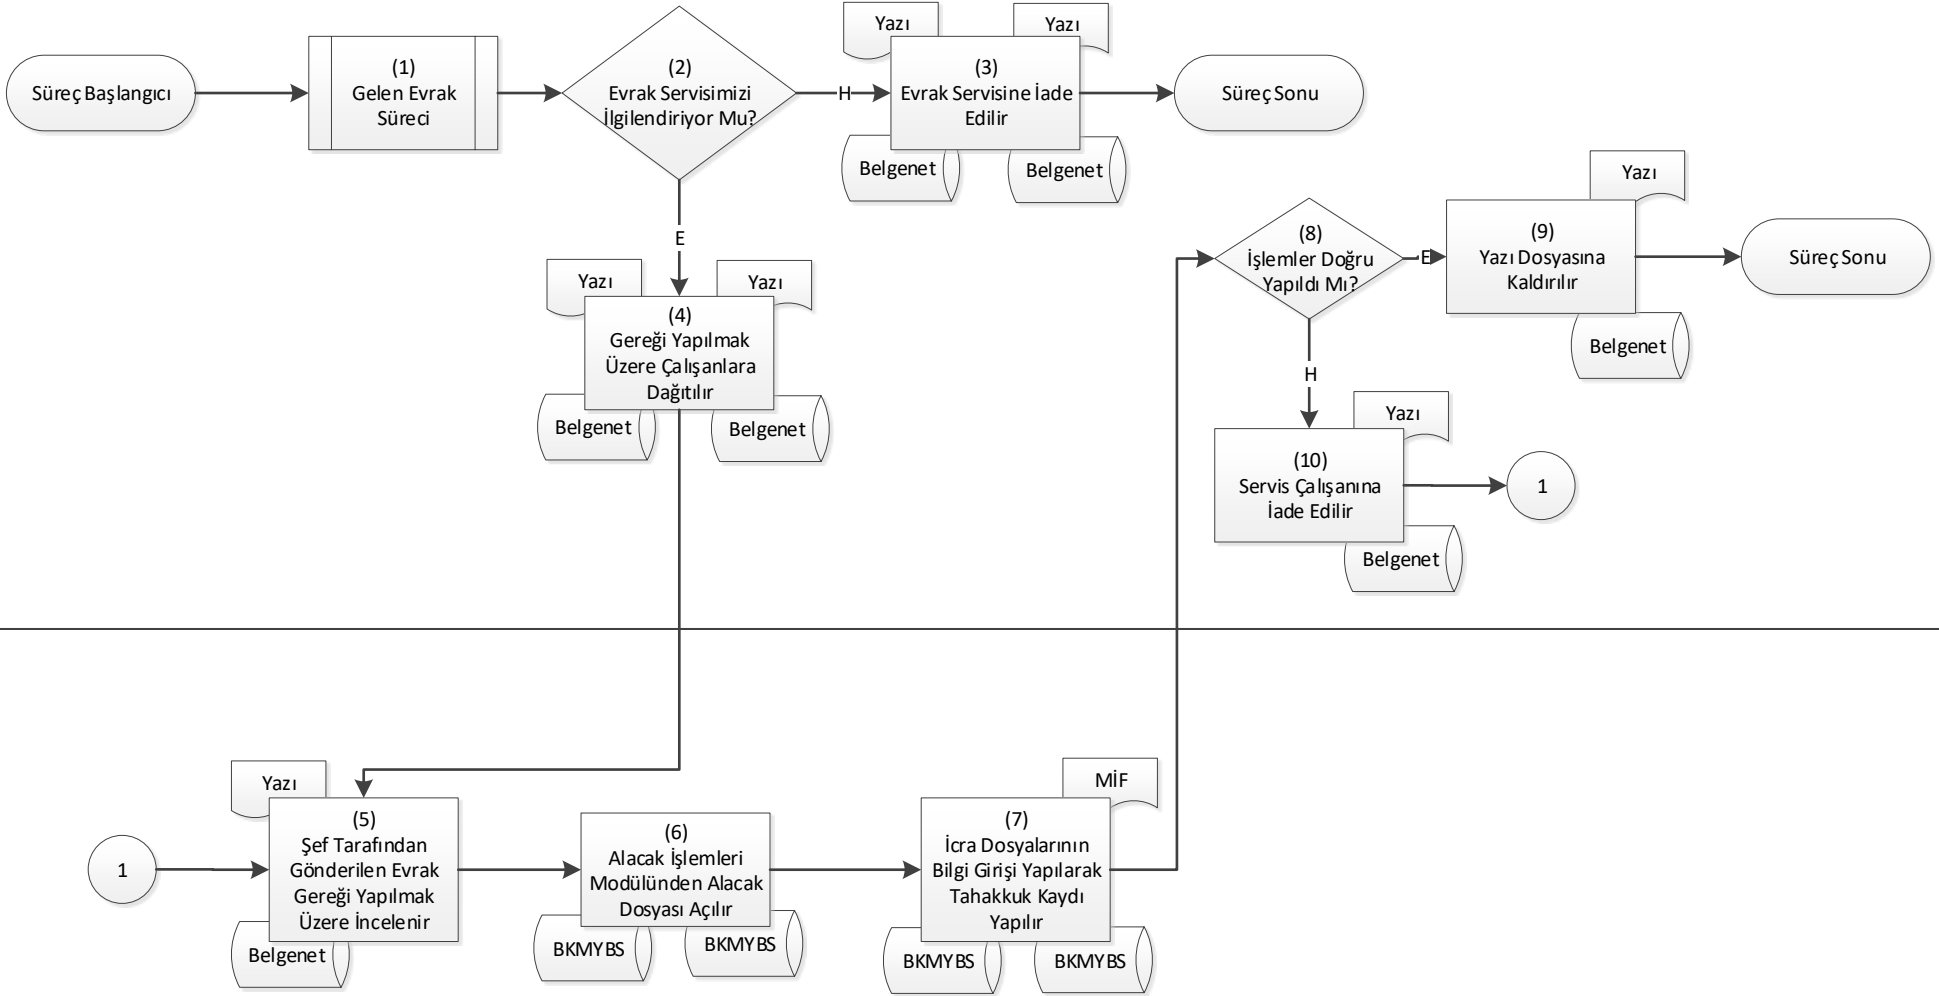 Süreç Başlangıcı
(1)
Gelen Evrak
Süreci
(2)
Evrak Servisimizi
İlgilendiriyor Mu?
H
Yazı
Yazı
(3)
Evrak Servisine İade
Edilir
Belgenet
Belgenet
Süreç Sonu
E
Yazı
Yazı
(4)
Gereği Yapılmak
Üzere Çalışanlara
Dağıtılır
Belgenet
Belgenet
(8)
İşlemler Doğru
Yapıldı Mı?
E
Yazı
(9)
Yazı Dosyasına
Kaldırılır
Belgenet
Süreç Sonu
H
Yazı
(10)
Servis Çalışanına
İade Edilir
Belgenet
1
1
Yazı
(5)
Şef Tarafından
Gönderilen Evrak
Gereği Yapılmak
Üzere İncelenir
Belgenet
(6)
Alacak İşlemleri
Modülünden Alacak
Dosyası Açılır
BKMYBS
BKMYBS
MİF
(7)
İcra Dosyalarının
Bilgi Girişi Yapılarak
Tahakkuk Kaydı
Yapılır
BKMYBS
BKMYBS